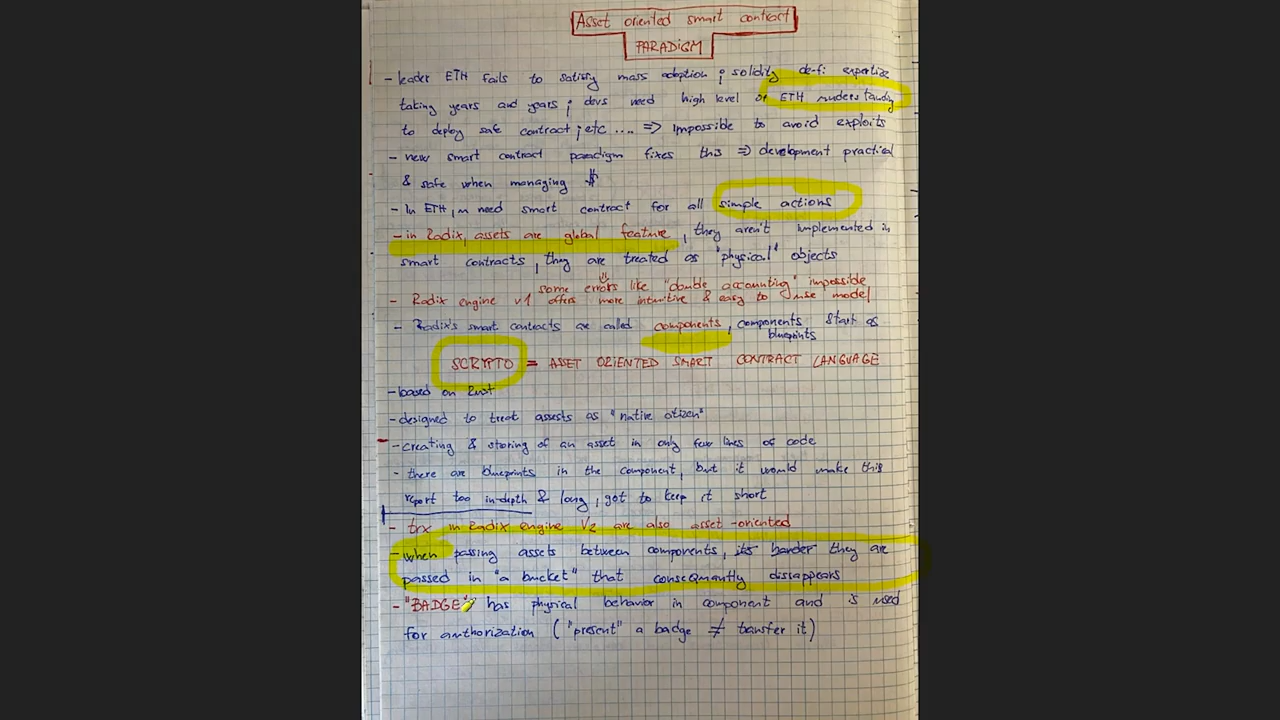 Asset oriented smart contract
PARADIGM
- leader ETH fails to satisfy mass adoption ; solidity de-fi expertize
taking years and years ; devs need high level of ETH understanding
to deploy safe contract ; etc .... => impossible to avoid exploits
- new smart contract paradigm fixes this => development practical
& safe when managing $
- In ETH, need smart contract for all simple actions
- in Radix, assets are global feature, they aren't implemented in
smart contracts, they are treated as "physical" objects
some errors like "double accounting" impossible
- Radix engine v1 offers more intuitive & easy to use model
- Radix's smart contracts are called components, components start as
blueprints
SCRYPTO = ASSET ORIENTED SMART CONTRACT LANGUAGE
- based on Rust
- designed to treat assests as "native citizen"
- creating & storing of an asset in only few lines of code
- there are blueprints in the component, but it would make this
report too in-depth & long, got to keep it short
- trx in Radix engine V2 are also asset-oriented
- when passing assets between components, its harder they are
passed in "a bucket" that consequantly dissappears
- "BADGE" has physical behavior in component and is used
for authorization ("present" a badge ≠ transfer it)